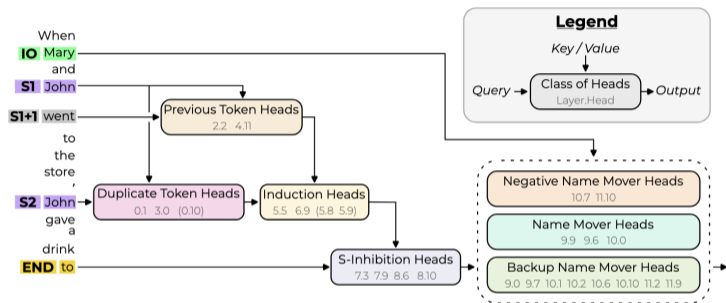 When
IO Mary
and
S1 John
S1+1 went
to
the
store
,
S2 John
gave
a
drink
END to
Previous Token Heads
2.2 4.11
Duplicate Token Heads
0.1 3.0 (0.10)
Induction Heads
5.5 6.9 (5.8 5.9)
S-Inhibition Heads
7.3 7.9 8.6 8.10
Negative Name Mover Heads
10.7 11.10
Name Mover Heads
9.9 9.6 10.0
Backup Name Mover Heads
9.0 9.7 10.1 10.2 10.6 10.10 11.2 11.9
Legend
Key / Value
Query
Class of Heads
Layer.Head
Output